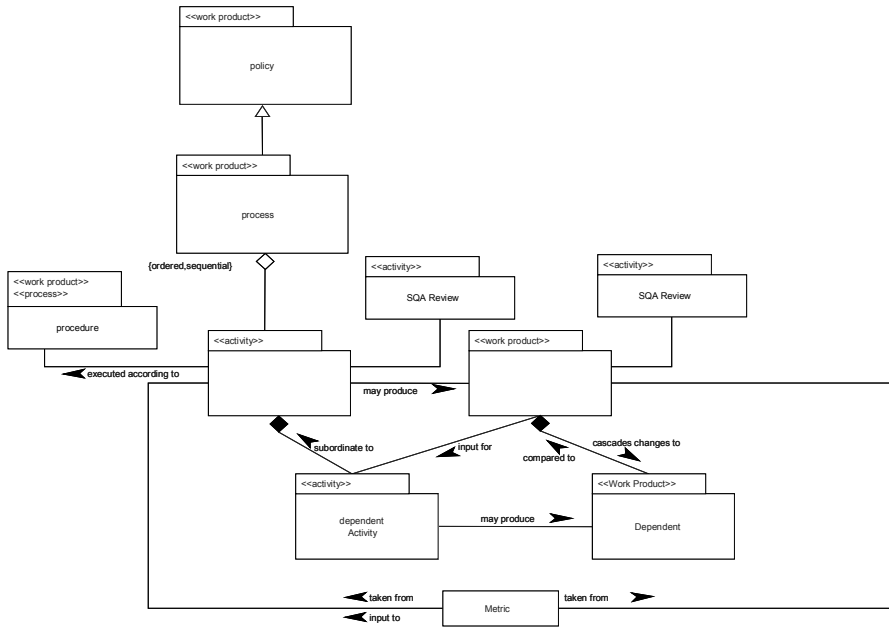 <<work product>>
policy
<<work product>>
process
{ordered,sequential}
<<activity>>
SQA Review
<<activity>>
SQA Review
<<work product>>
<<process>>
procedure
<<activity>>
<<work product>>
executed according to
may produce
subordinate to
input for
compared to
cascades changes to
<<activity>>
dependent
Activity
may produce
<<Work Product>>
Dependent
taken from
input to
Metric
taken from